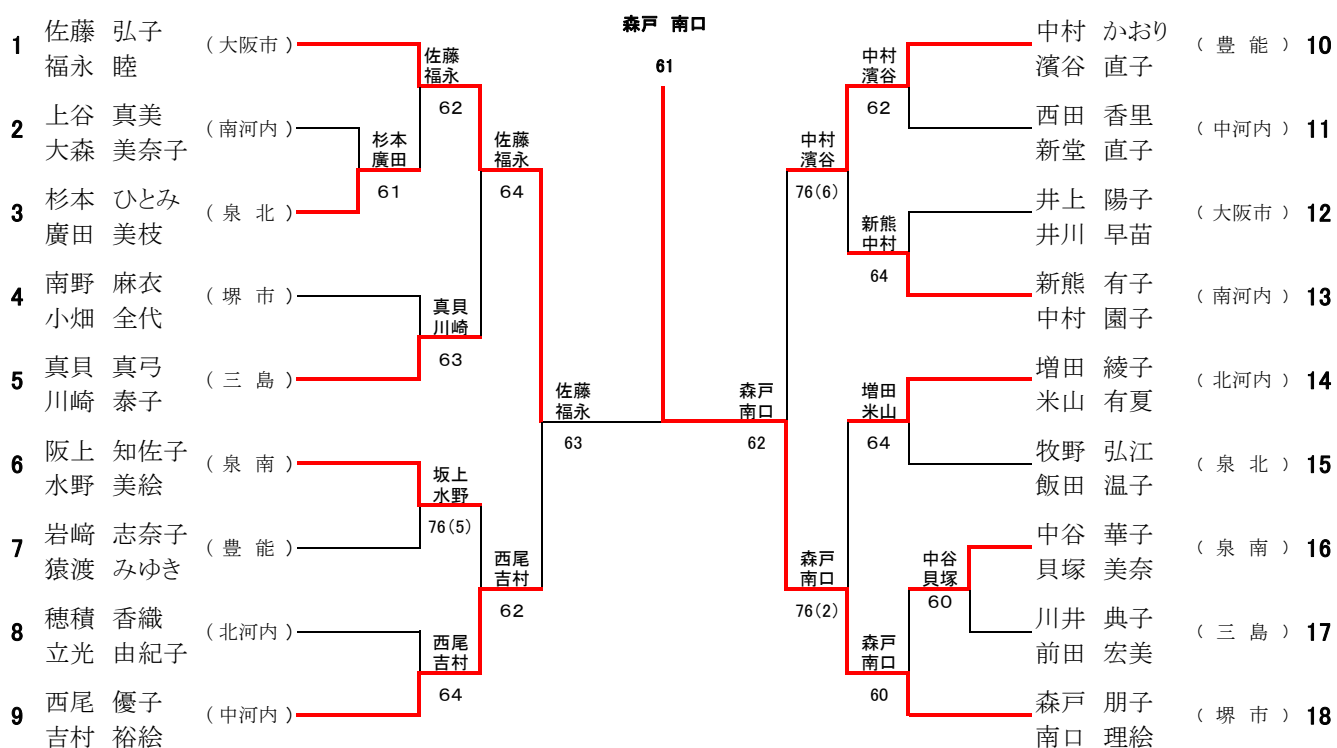 森戸 南口
61
1 佐藤 弘子
福永 睦
(大阪市)
2 上谷 真美
大森 美奈子
(南河内)
3 杉本 ひとみ
廣田 美枝
(泉 北)
4 南野 麻衣
小畑 全代
(堺 市)
5 真貝 真弓
川崎 泰子
(三 島)
6 阪上 知佐子
水野 美絵
(泉 南)
7 岩﨑 志奈子
猿渡 みゆき
(豊 能)
8 穂積 香織
立光 由紀子
(北河内)
9 西尾 優子
吉村 裕絵
(中河内)
杉本
廣田
61
佐藤
福永
62
真貝
川崎
63
坂上
水野
76(5)
西尾
吉村
64
佐藤
福永
64
西尾
吉村
62
佐藤
福永
63
森戸
南口
62
中村
濱谷
76(6)
森戸
南口
76(2)
中村
濱谷
62
新熊
中村
64
増田
米山
64
森戸
南口
60
中谷
貝塚
60
中村 かおり
濱谷 直子
(豊 能) 10
西田 香里
新堂 直子
(中河内) 11
井上 陽子
井川 早苗
(大阪市) 12
新熊 有子
中村 園子
(南河内) 13
増田 綾子
米山 有夏
(北河内) 14
牧野 弘江
飯田 温子
(泉 北) 15
中谷 華子
貝塚 美奈
(泉 南) 16
川井 典子
前田 宏美
(三 島) 17
森戸 朋子
南口 理絵
(堺 市) 18